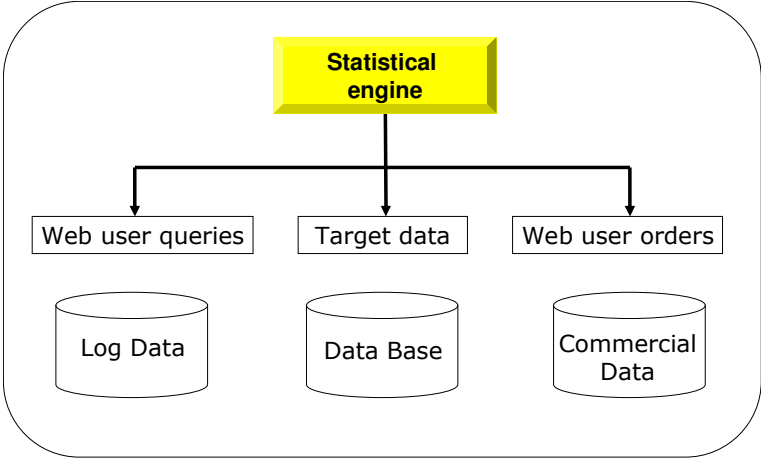 Statistical
engine
Web user queries
Target data
Web user orders
Log Data
Data Base
Commercial
Data